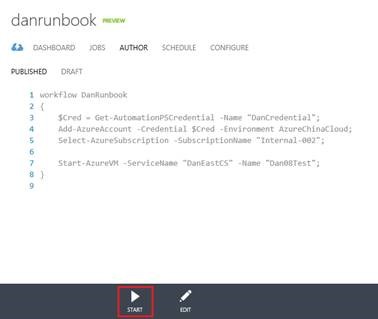 danrunbook PREVIEW
DASHBOARD JOBS AUTHOR SCHEDULE CONFIGURE
PUBLISHED DRAFT
1 workflow DanRunbook
2 {
3 $Cred = Get-AutomationPSCredential -Name "DanCredential";
4 Add-AzureAccount -Credential $Cred -Environment AzureChinaCloud;
5 Select-AzureSubscription -SubscriptionName "Internal-002";
6
7 Start-AzureVM -ServiceName "DanEastCS" -Name "Dan08Test";
8 }
9
START EDIT